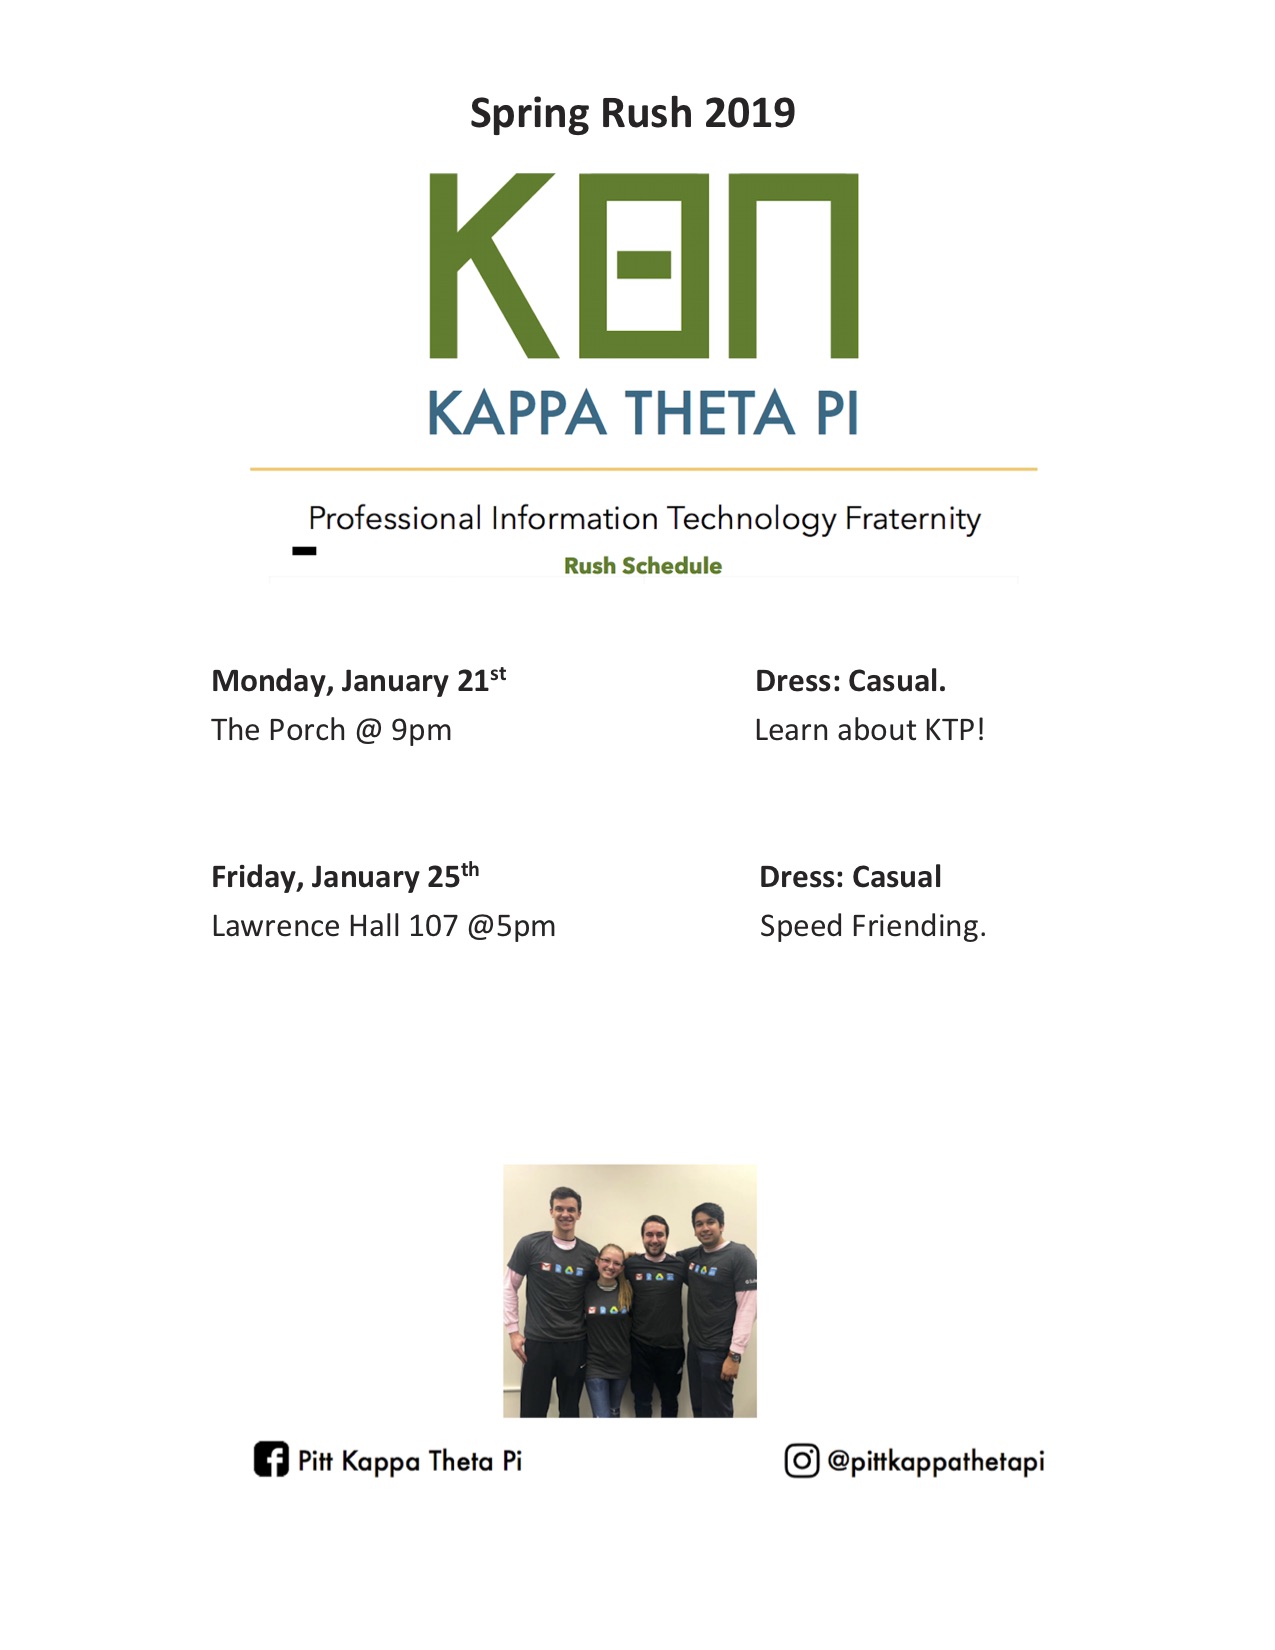 Spring Rush 2019
ΚΘΠ
KAPPA THETA PI
Professional Information Technology Fraternity
Rush Schedule
Monday, January 21st
Dress: Casual.
The Porch @ 9pm
Learn about KTP!
Friday, January 25th
Dress: Casual
Lawrence Hall 107 @5pm
Speed Friending.
Pitt Kappa Theta Pi
@pittkappathetapi